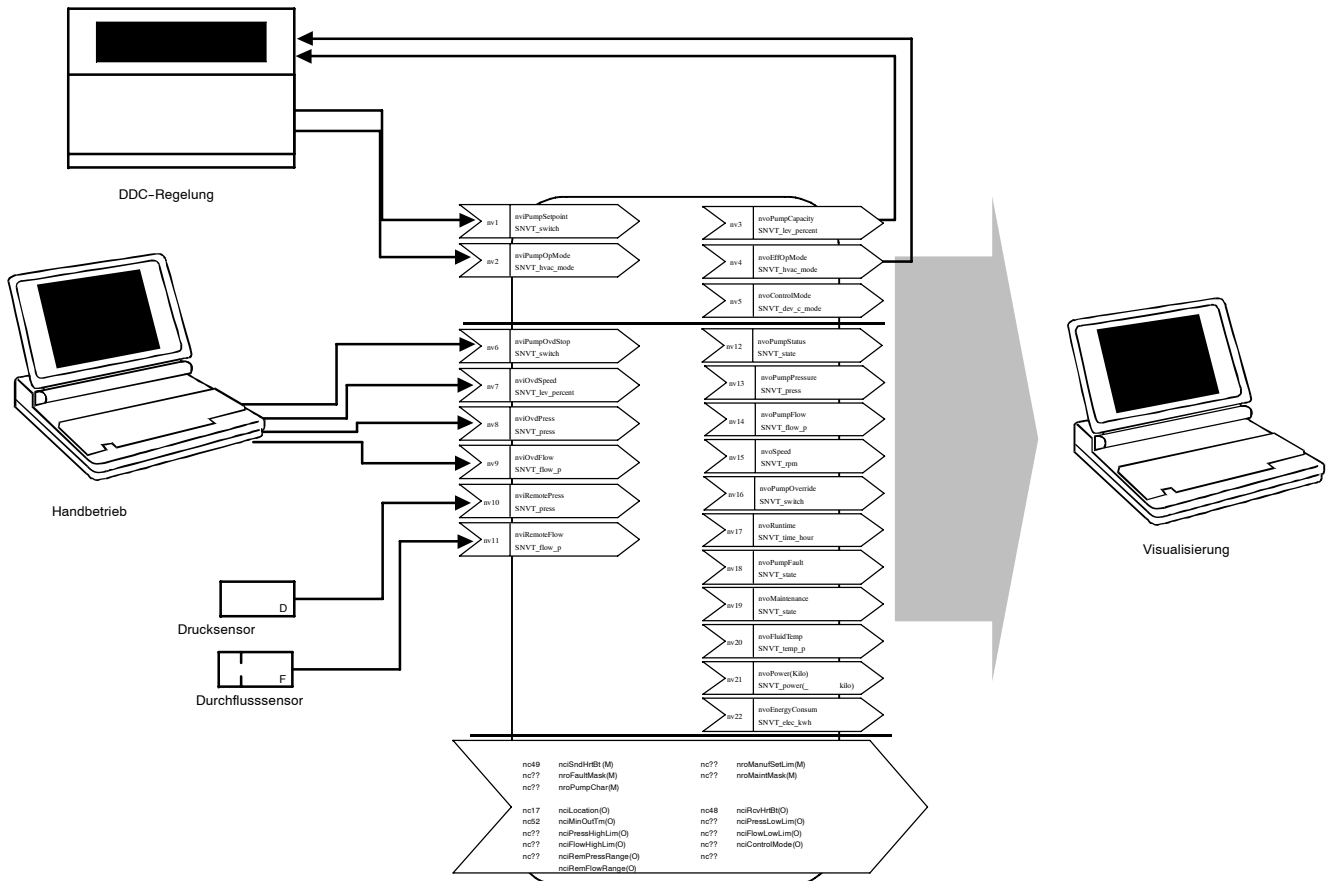 DDC-Regelung
nv1 nviPumpSetpoint
SNVT_switch
nv2 nviPumpOpMode
SNVT_hvac_mode
nv3 nvoPumpCapacity
SNVT_lev_percent
nv4 nvoEffOpMode
SNVT_hvac_mode
nv5 nvoControlMode
SNVT_dev_c_mode
Handbetrieb
nv6 nviPumpOvdStop
SNVT_switch
nv7 nviOvdSpeed
SNVT_lev_percent
nv8 nviOvdPress
SNVT_press
nv9 nviOvdFlow
SNVT_flow_p
nv10 nviRemotePress
SNVT_press
nv11 nviRemoteFlow
SNVT_flow_p
D
Drucksensor
F
Durchflusssensor
nv12 nvoPumpStatus
SNVT_state
nv13 nvoPumpPressure
SNVT_press
nv14 nvoPumpFlow
SNVT_flow_p
nv15 nvoSpeed
SNVT_rpm
nv16 nvoPumpOverride
SNVT_switch
nv17 nvoRuntime
SNVT_time_hour
nv18 nvoPumpFault
SNVT_state
nv19 nvoMaintenance
SNVT_state
nv20 nvoFluidTemp
SNVT_temp_p
nv21 nvoPower(Kilo)
SNVT_power(_ kilo)
nv22 nvoEnergyConsum
SNVT_elec_kwh
Visualisierung
nc49 nciSndHrtBt (M) nc?? nroManufSetLim(M)
nc?? nroFaultMask(M) nc?? nroMaintMask(M)
nc?? nroPumpChar(M)
nc17 nciLocation(O) nc48 nciRcvHrtBt(O)
nc52 nciMinOutTm(O) nc?? nciPressLowLim(O)
nc?? nciPressHighLim(O) nc?? nciFlowLowLim(O)
nc?? nciFlowHighLim(O) nc?? nciControlMode(O)
nc?? nciRemPressRange(O) nc??
nciRemFlowRange(O)